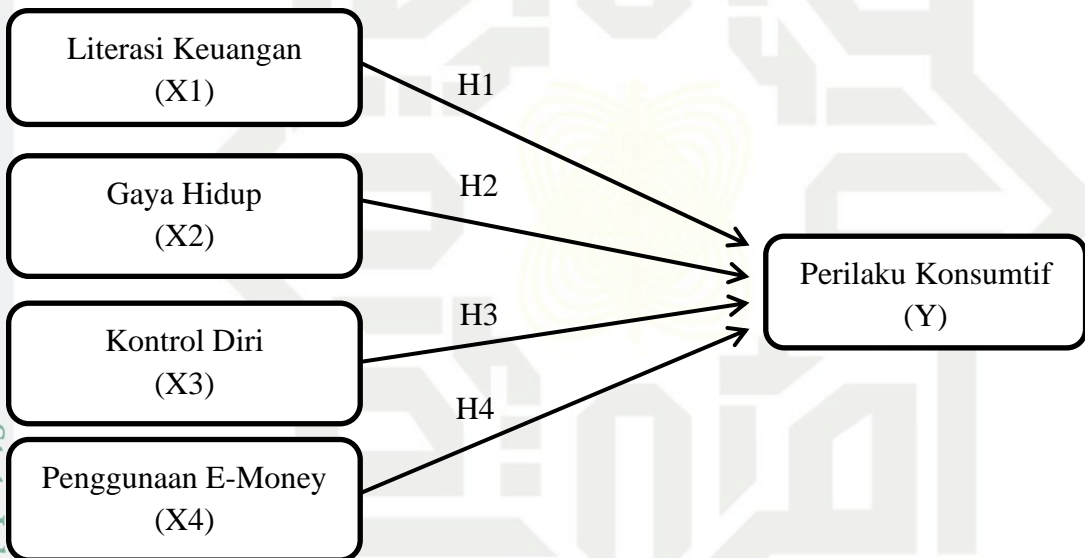 Literasi Keuangan
(X1)
H1
Gaya Hidup
(X2)
H2
Kontrol Diri
(X3)
H3
Penggunaan E-Money
(X4)
H4
Perilaku Konsumtif
(Y)